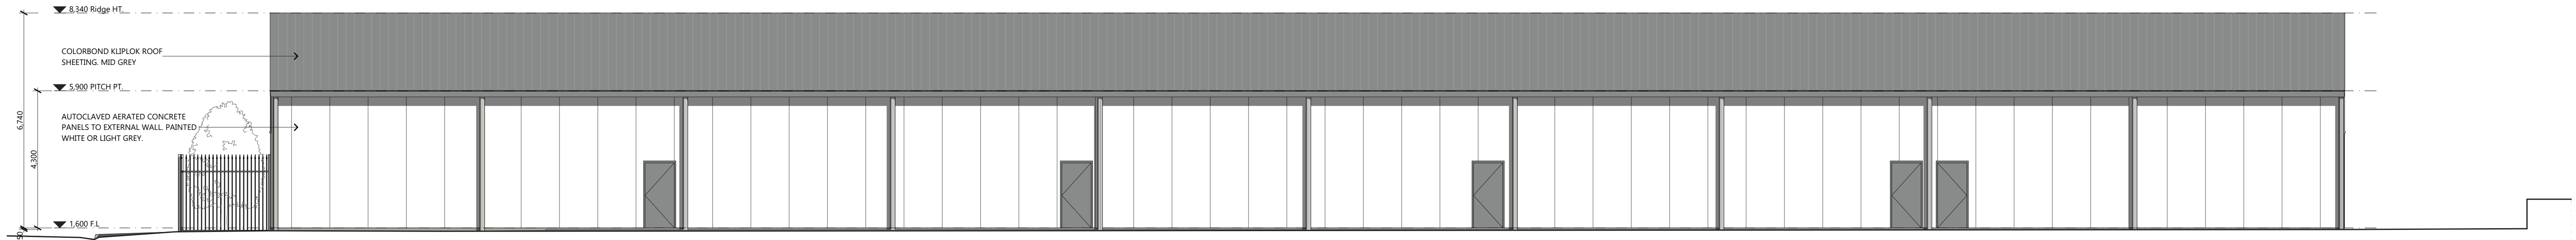 8,340 Ridge HT.
COLORBOND KLIPLOK ROOF
SHEETING. MID GREY
5,900 PITCH PT.
6,740
AUTOCLAVED AERATED CONCRETE
PANELS TO EXTERNAL WALL. PAINTED
WHITE OR LIGHT GREY.
4,300
1,600 F.L
50